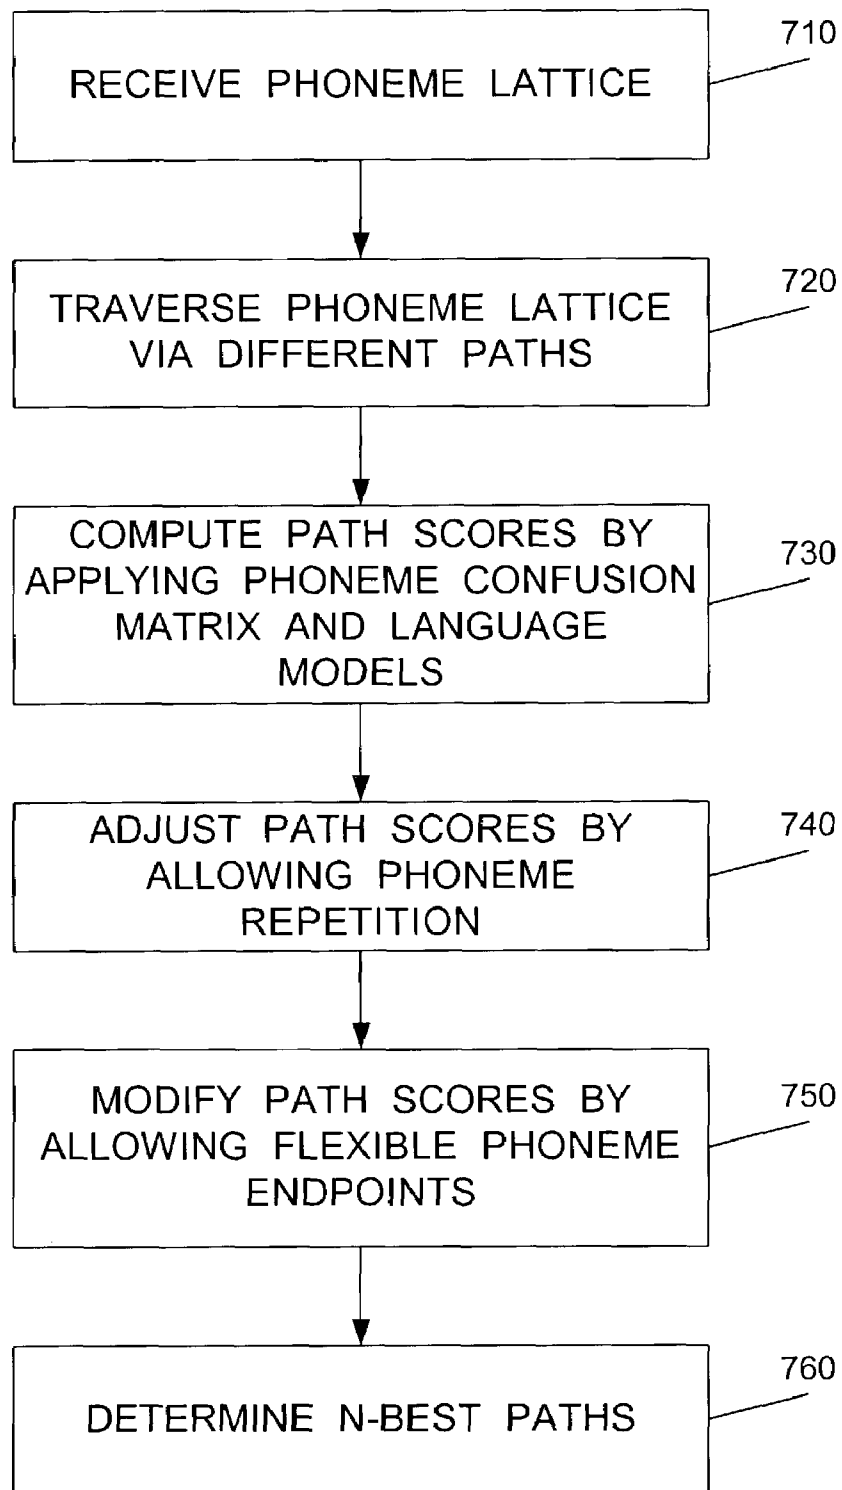 710
RECEIVE PHONEME LATTICE
720
TRAVERSE PHONEME LATTICE
VIA DIFFERENT PATHS
730
COMPUTE PATH SCORES BY
APPLYING PHONEME CONFUSION
MATRIX AND LANGUAGE
MODELS
740
ADJUST PATH SCORES BY
ALLOWING PHONEME
REPETITION
750
MODIFY PATH SCORES BY
ALLOWING FLEXIBLE PHONEME
ENDPOINTS
760
DETERMINE N-BEST PATHS